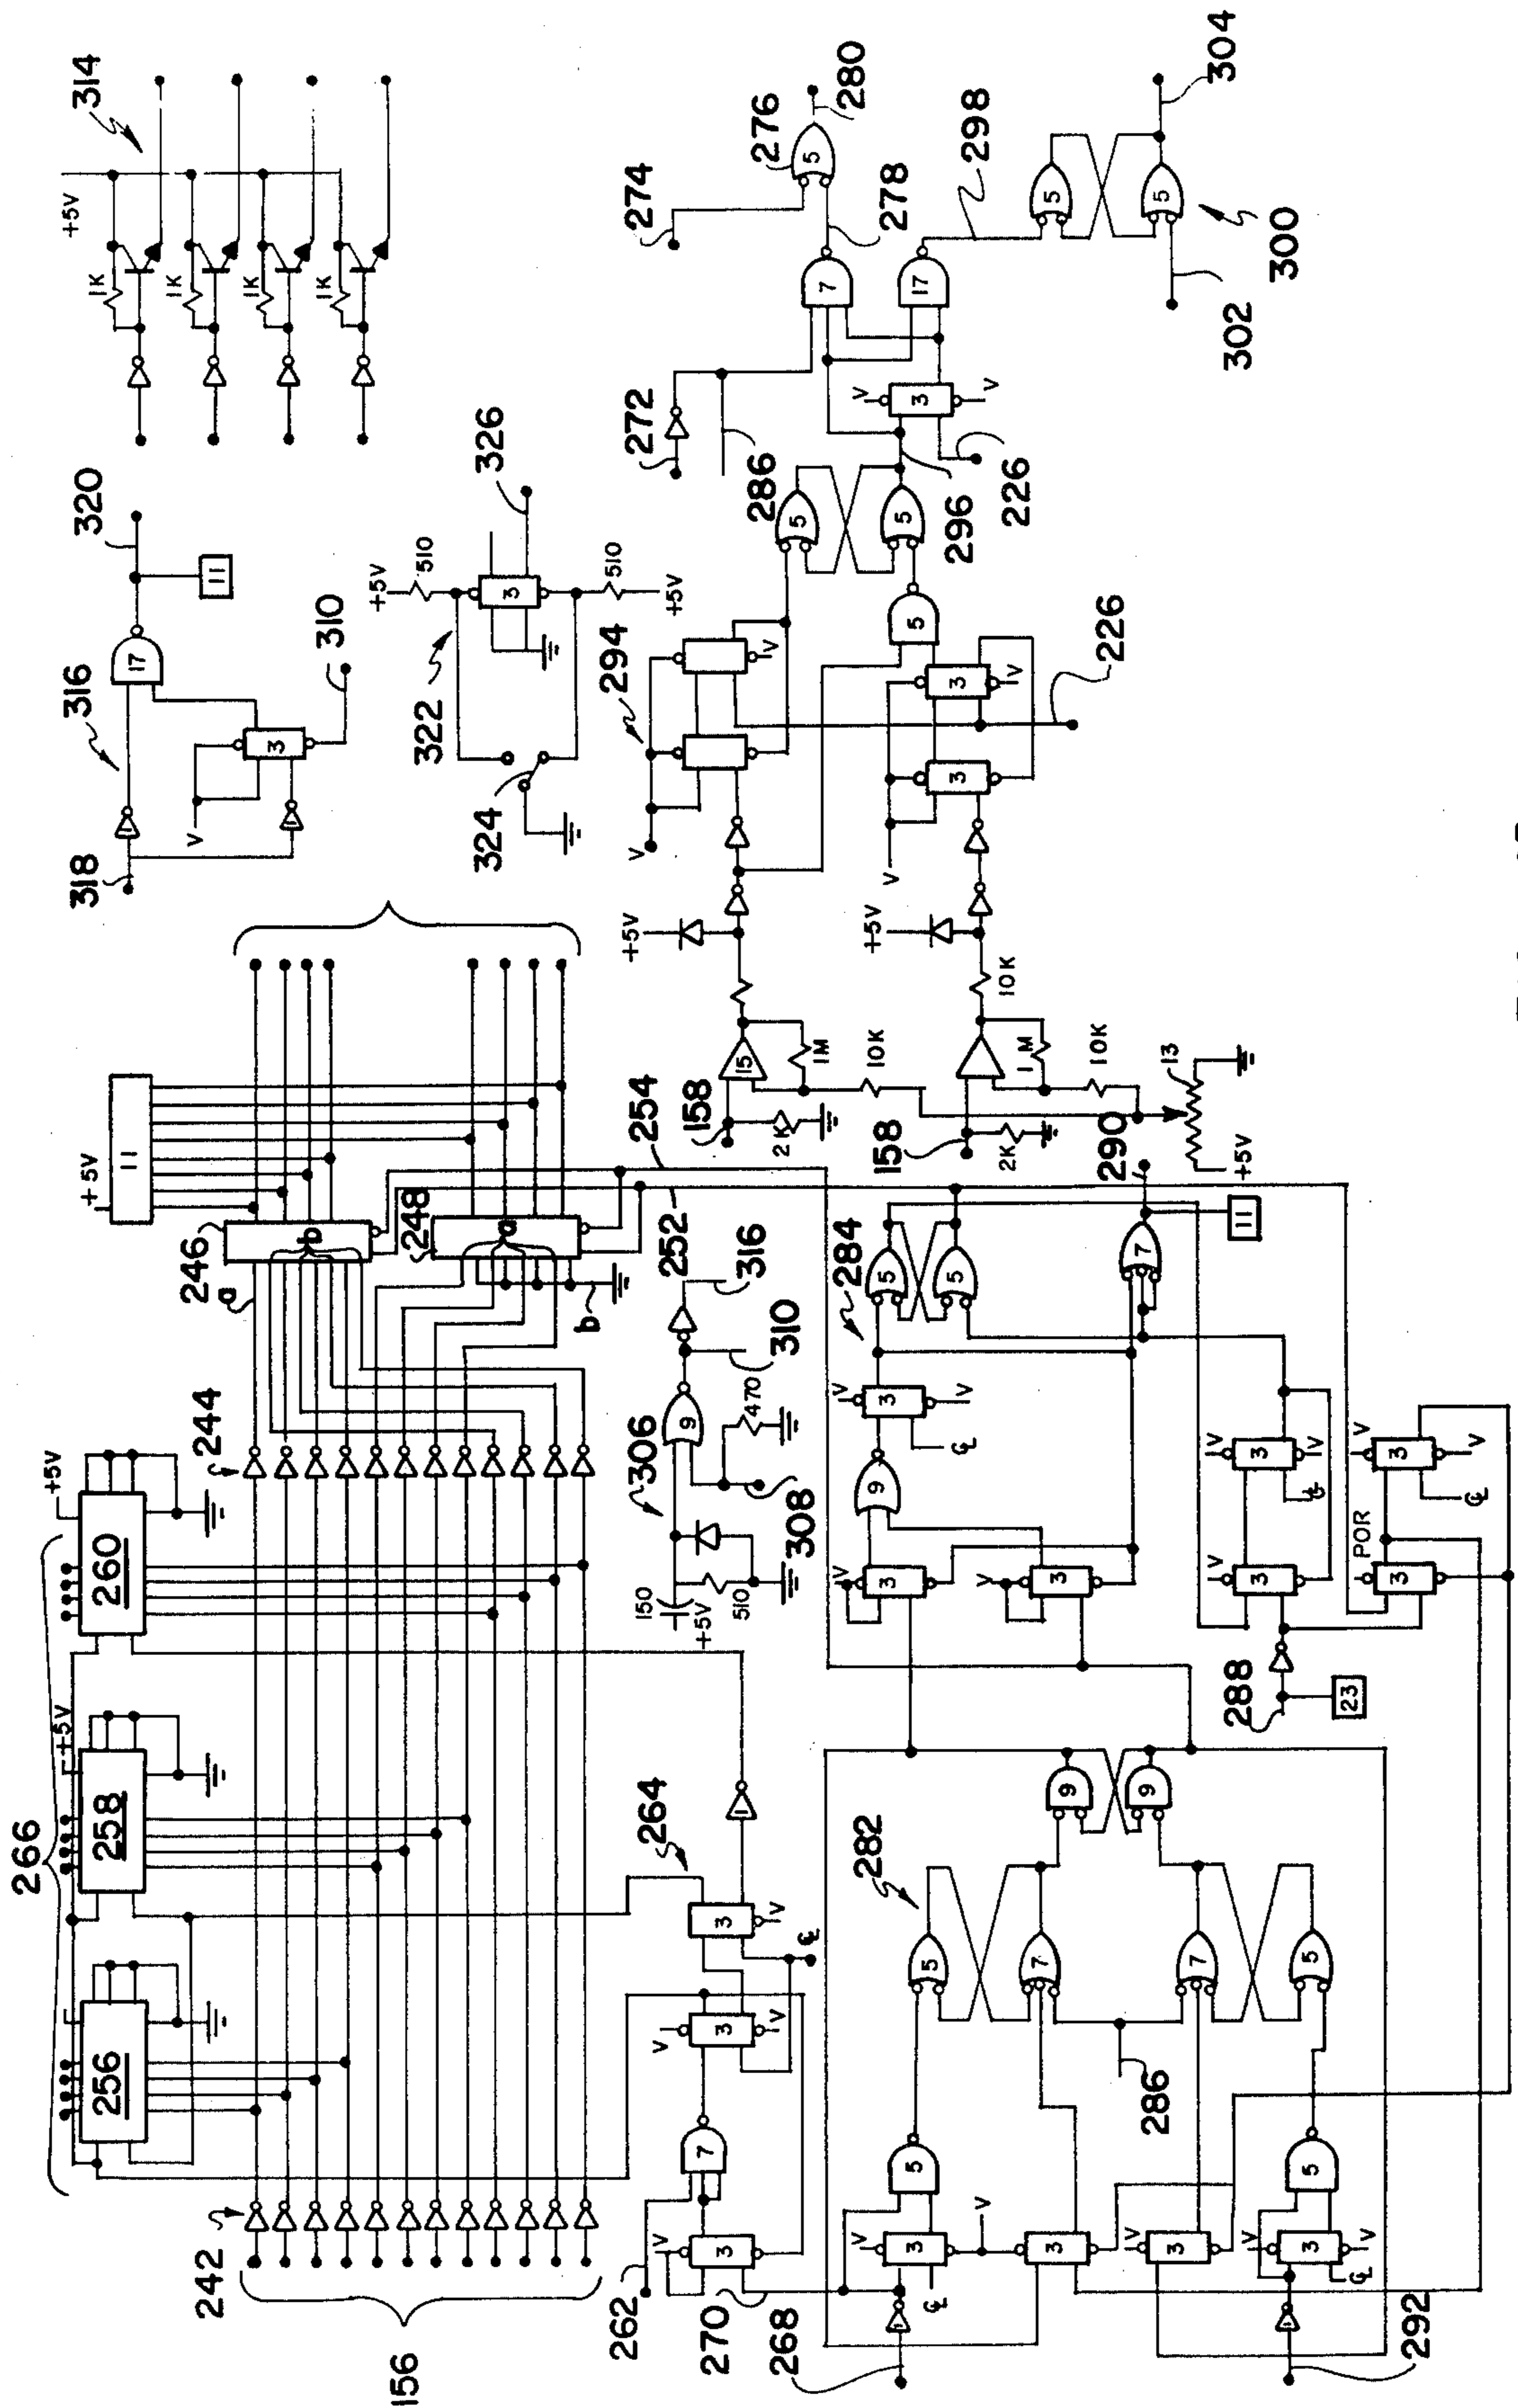 266
+5V
+5V
256
258
260
+5V
11
242
244
246
a
b
156
248
a
b
254
252
262
270
264
V
3
7
V
3
V
3
V
1
₵
306
150
+5V
510
308
9
470
310
316
268
1
₵
V
3
5
V
3
V
3
V
3
V
₵
1
292
5
282
5
7
7
5
286
9
9
288
23
V
3
V
3
9
V
3
V
₵
284
5
5
7
290
11
V
3
V
3
V
₵
POR
3
V
3
V
₵
158
2K
15
1M
10K
+5V
158
2K
1M
10K
10K
+5V
13
+5V
V
294
V
V
3
3
V
226
5
286
5
5
296
226
272
V
3
V
7
17
274
276
5
278
280
298
5
5
300
302
304
318
1
V
316
3
17
310
320
11
322
324
+5V
510
3
510
+5V
326
314
+5V
1K
1K
1K
1K